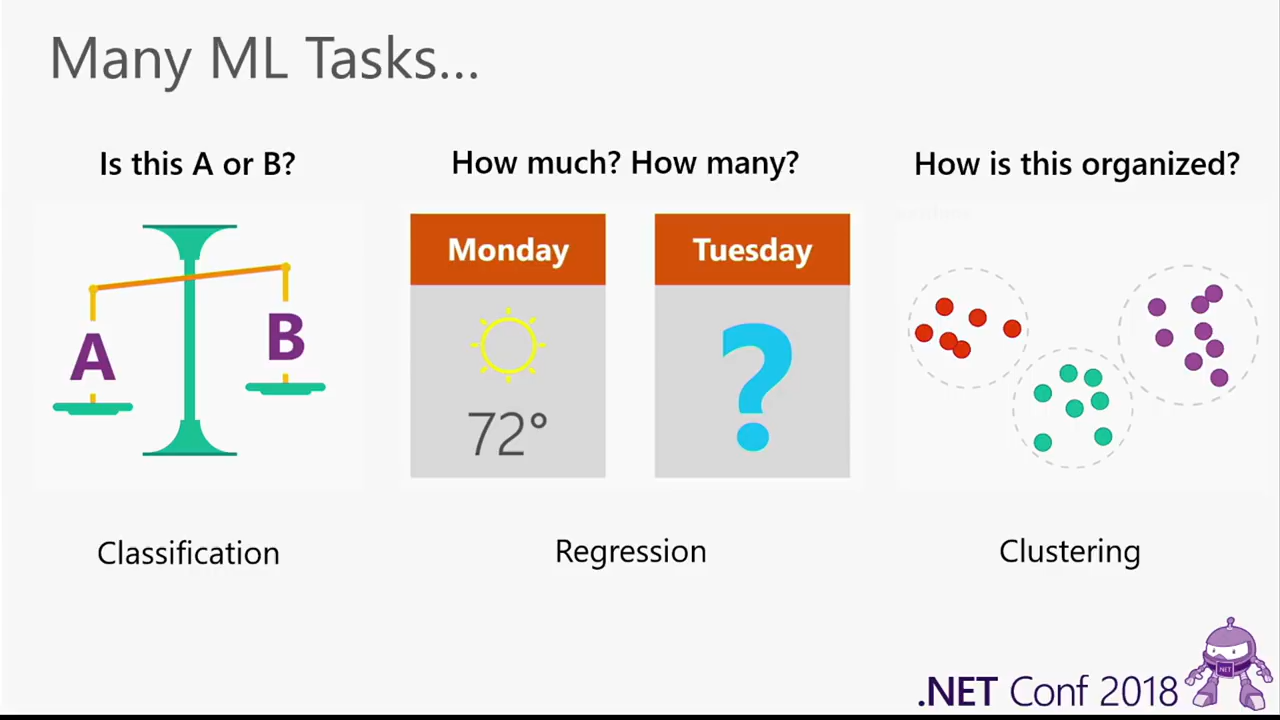 Many ML Tasks...
Is this A or B?
How much? How many?
How is this organized?
A
B
Monday
72°
Tuesday
?
Classification
Regression
Clustering
.NET Conf 2018
.NET